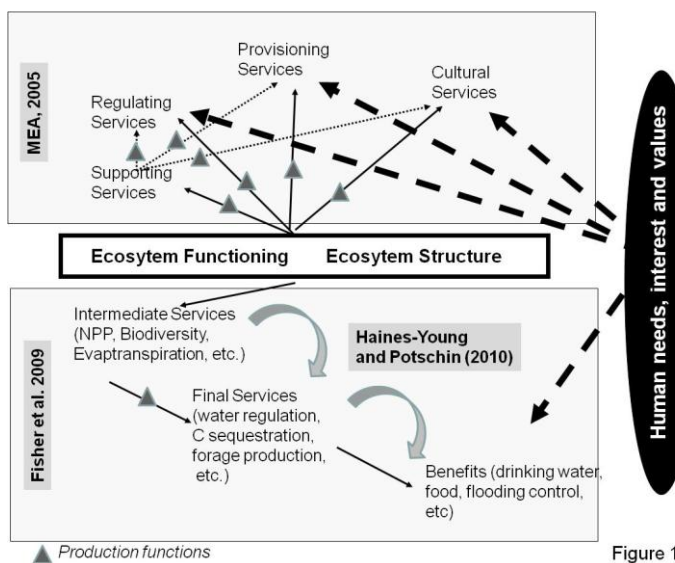 MEA, 2005
Provisioning
Services
Cultural
Services
Regulating
Services
Supporting
Services
Ecosytem Functioning Ecosytem Structure
Human needs, interest and values
Fisher et al. 2009
Intermediate Services
(NPP, Biodiversity,
Evaptranspiration, etc.)
Haines-Young
and Potschin (2010)
Final Services
(water regulation,
C sequestration,
forage production,
etc.)
Benefits (drinking water,
food, flooding control,
etc)
Production functions
Figure 1